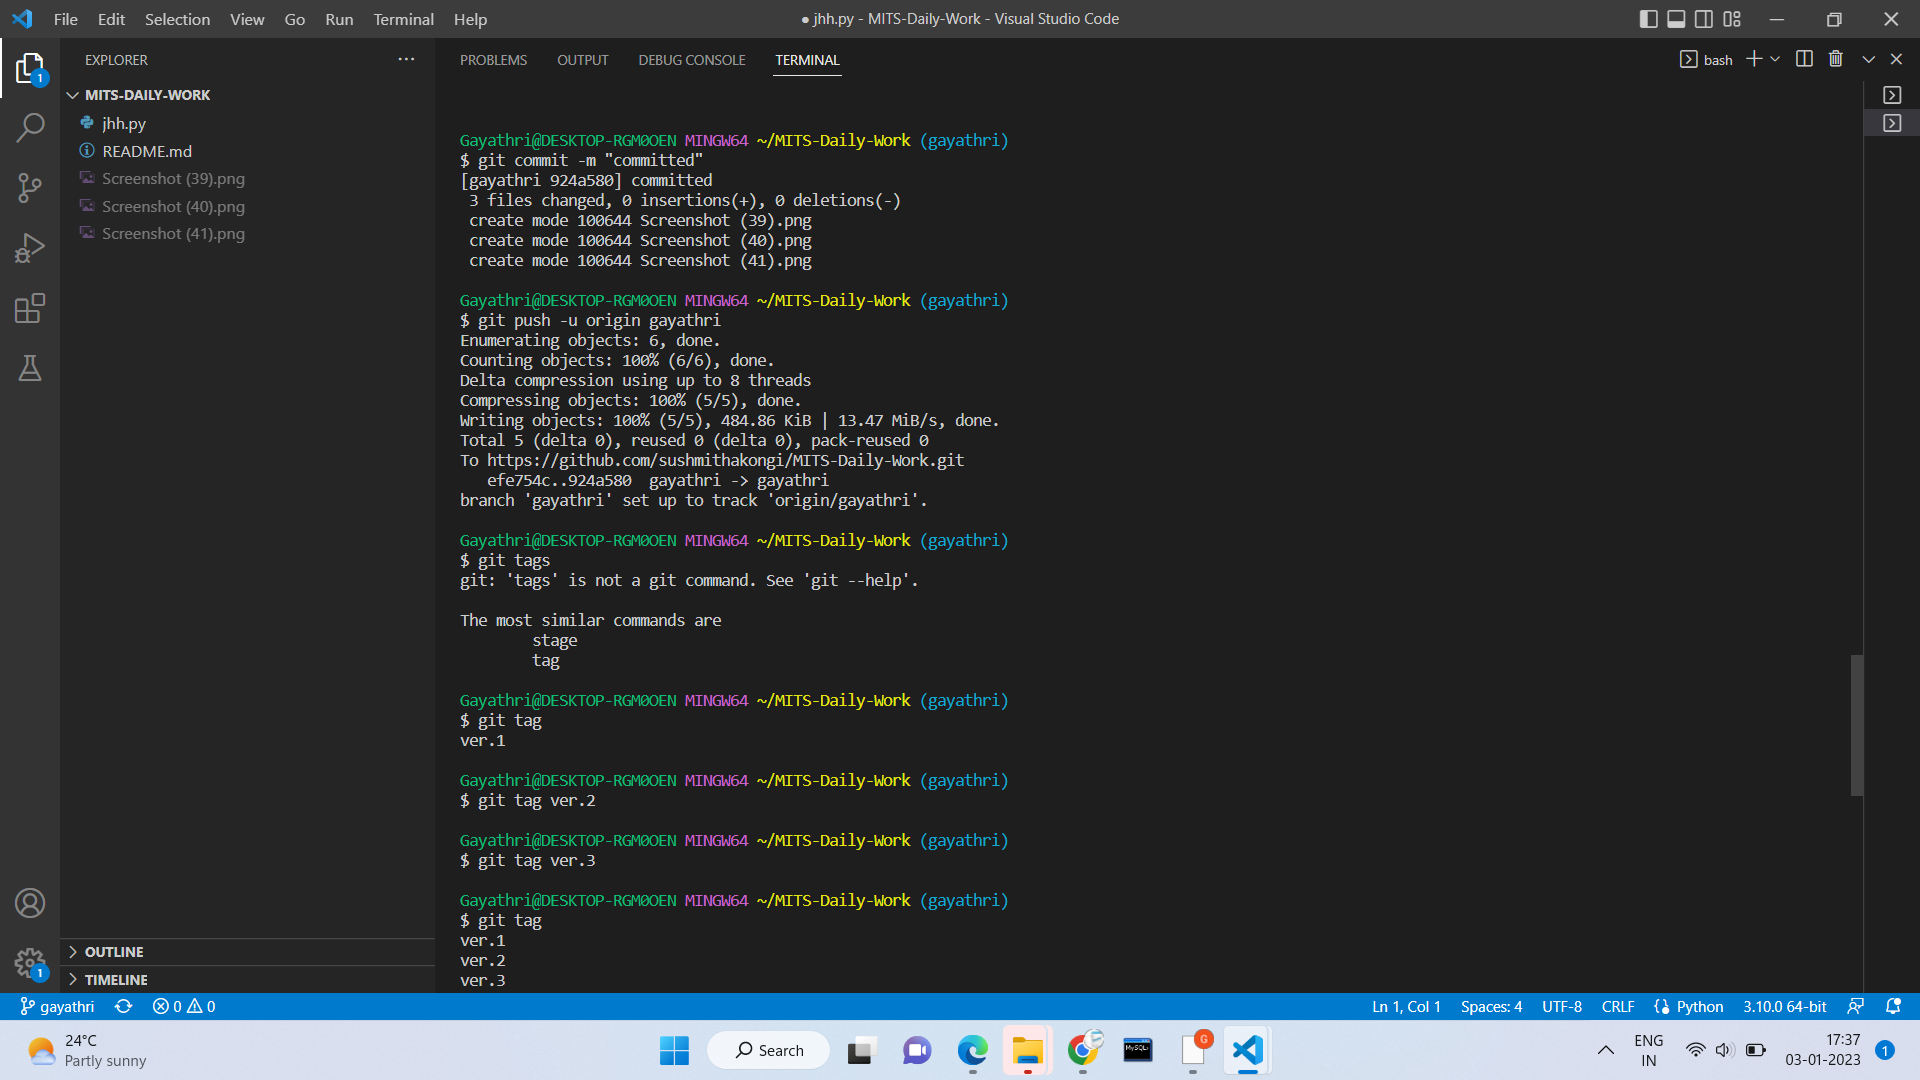 File Edit Selection View Go Run Terminal Help
● jhh.py - MITS-Daily-Work - Visual Studio Code
EXPLORER
PROBLEMS OUTPUT DEBUG CONSOLE TERMINAL
bash
MITS-DAILY-WORK
jhh.py
README.md
Screenshot (39).png
Screenshot (40).png
Screenshot (41).png
Gayathri@DESKTOP-RGM0OEN MINGW64 ~/MITS-Daily-Work (gayathri)
$ git commit -m "committed"
[gayathri 924a580] committed
3 files changed, 0 insertions(+), 0 deletions(-)
create mode 100644 Screenshot (39).png
create mode 100644 Screenshot (40).png
create mode 100644 Screenshot (41).png
Gayathri@DESKTOP-RGM0OEN MINGW64 ~/MITS-Daily-Work (gayathri)
$ git push -u origin gayathri
Enumerating objects: 6, done.
Counting objects: 100% (6/6), done.
Delta compression using up to 8 threads
Compressing objects: 100% (5/5), done.
Writing objects: 100% (5/5), 484.86 KiB | 13.47 MiB/s, done.
Total 5 (delta 0), reused 0 (delta 0), pack-reused 0
To https://github.com/sushmithakongi/MITS-Daily-Work.git
efe754c..924a580 gayathri -> gayathri
branch 'gayathri' set up to track 'origin/gayathri'.
Gayathri@DESKTOP-RGM0OEN MINGW64 ~/MITS-Daily-Work (gayathri)
$ git tags
git: 'tags' is not a git command. See 'git --help'.
The most similar commands are
stage
tag
Gayathri@DESKTOP-RGM0OEN MINGW64 ~/MITS-Daily-Work (gayathri)
$ git tag
ver.1
Gayathri@DESKTOP-RGM0OEN MINGW64 ~/MITS-Daily-Work (gayathri)
$ git tag ver.2
Gayathri@DESKTOP-RGM0OEN MINGW64 ~/MITS-Daily-Work (gayathri)
$ git tag ver.3
Gayathri@DESKTOP-RGM0OEN MINGW64 ~/MITS-Daily-Work (gayathri)
$ git tag
ver.1
ver.2
ver.3
1
1
OUTLINE
TIMELINE
gayathri 0 0
Ln 1, Col 1 Spaces: 4 UTF-8 CRLF Python 3.10.0 64-bit
24°C
Partly sunny
Search
MySQL
G
ENG
IN
17:37
03-01-2023
1